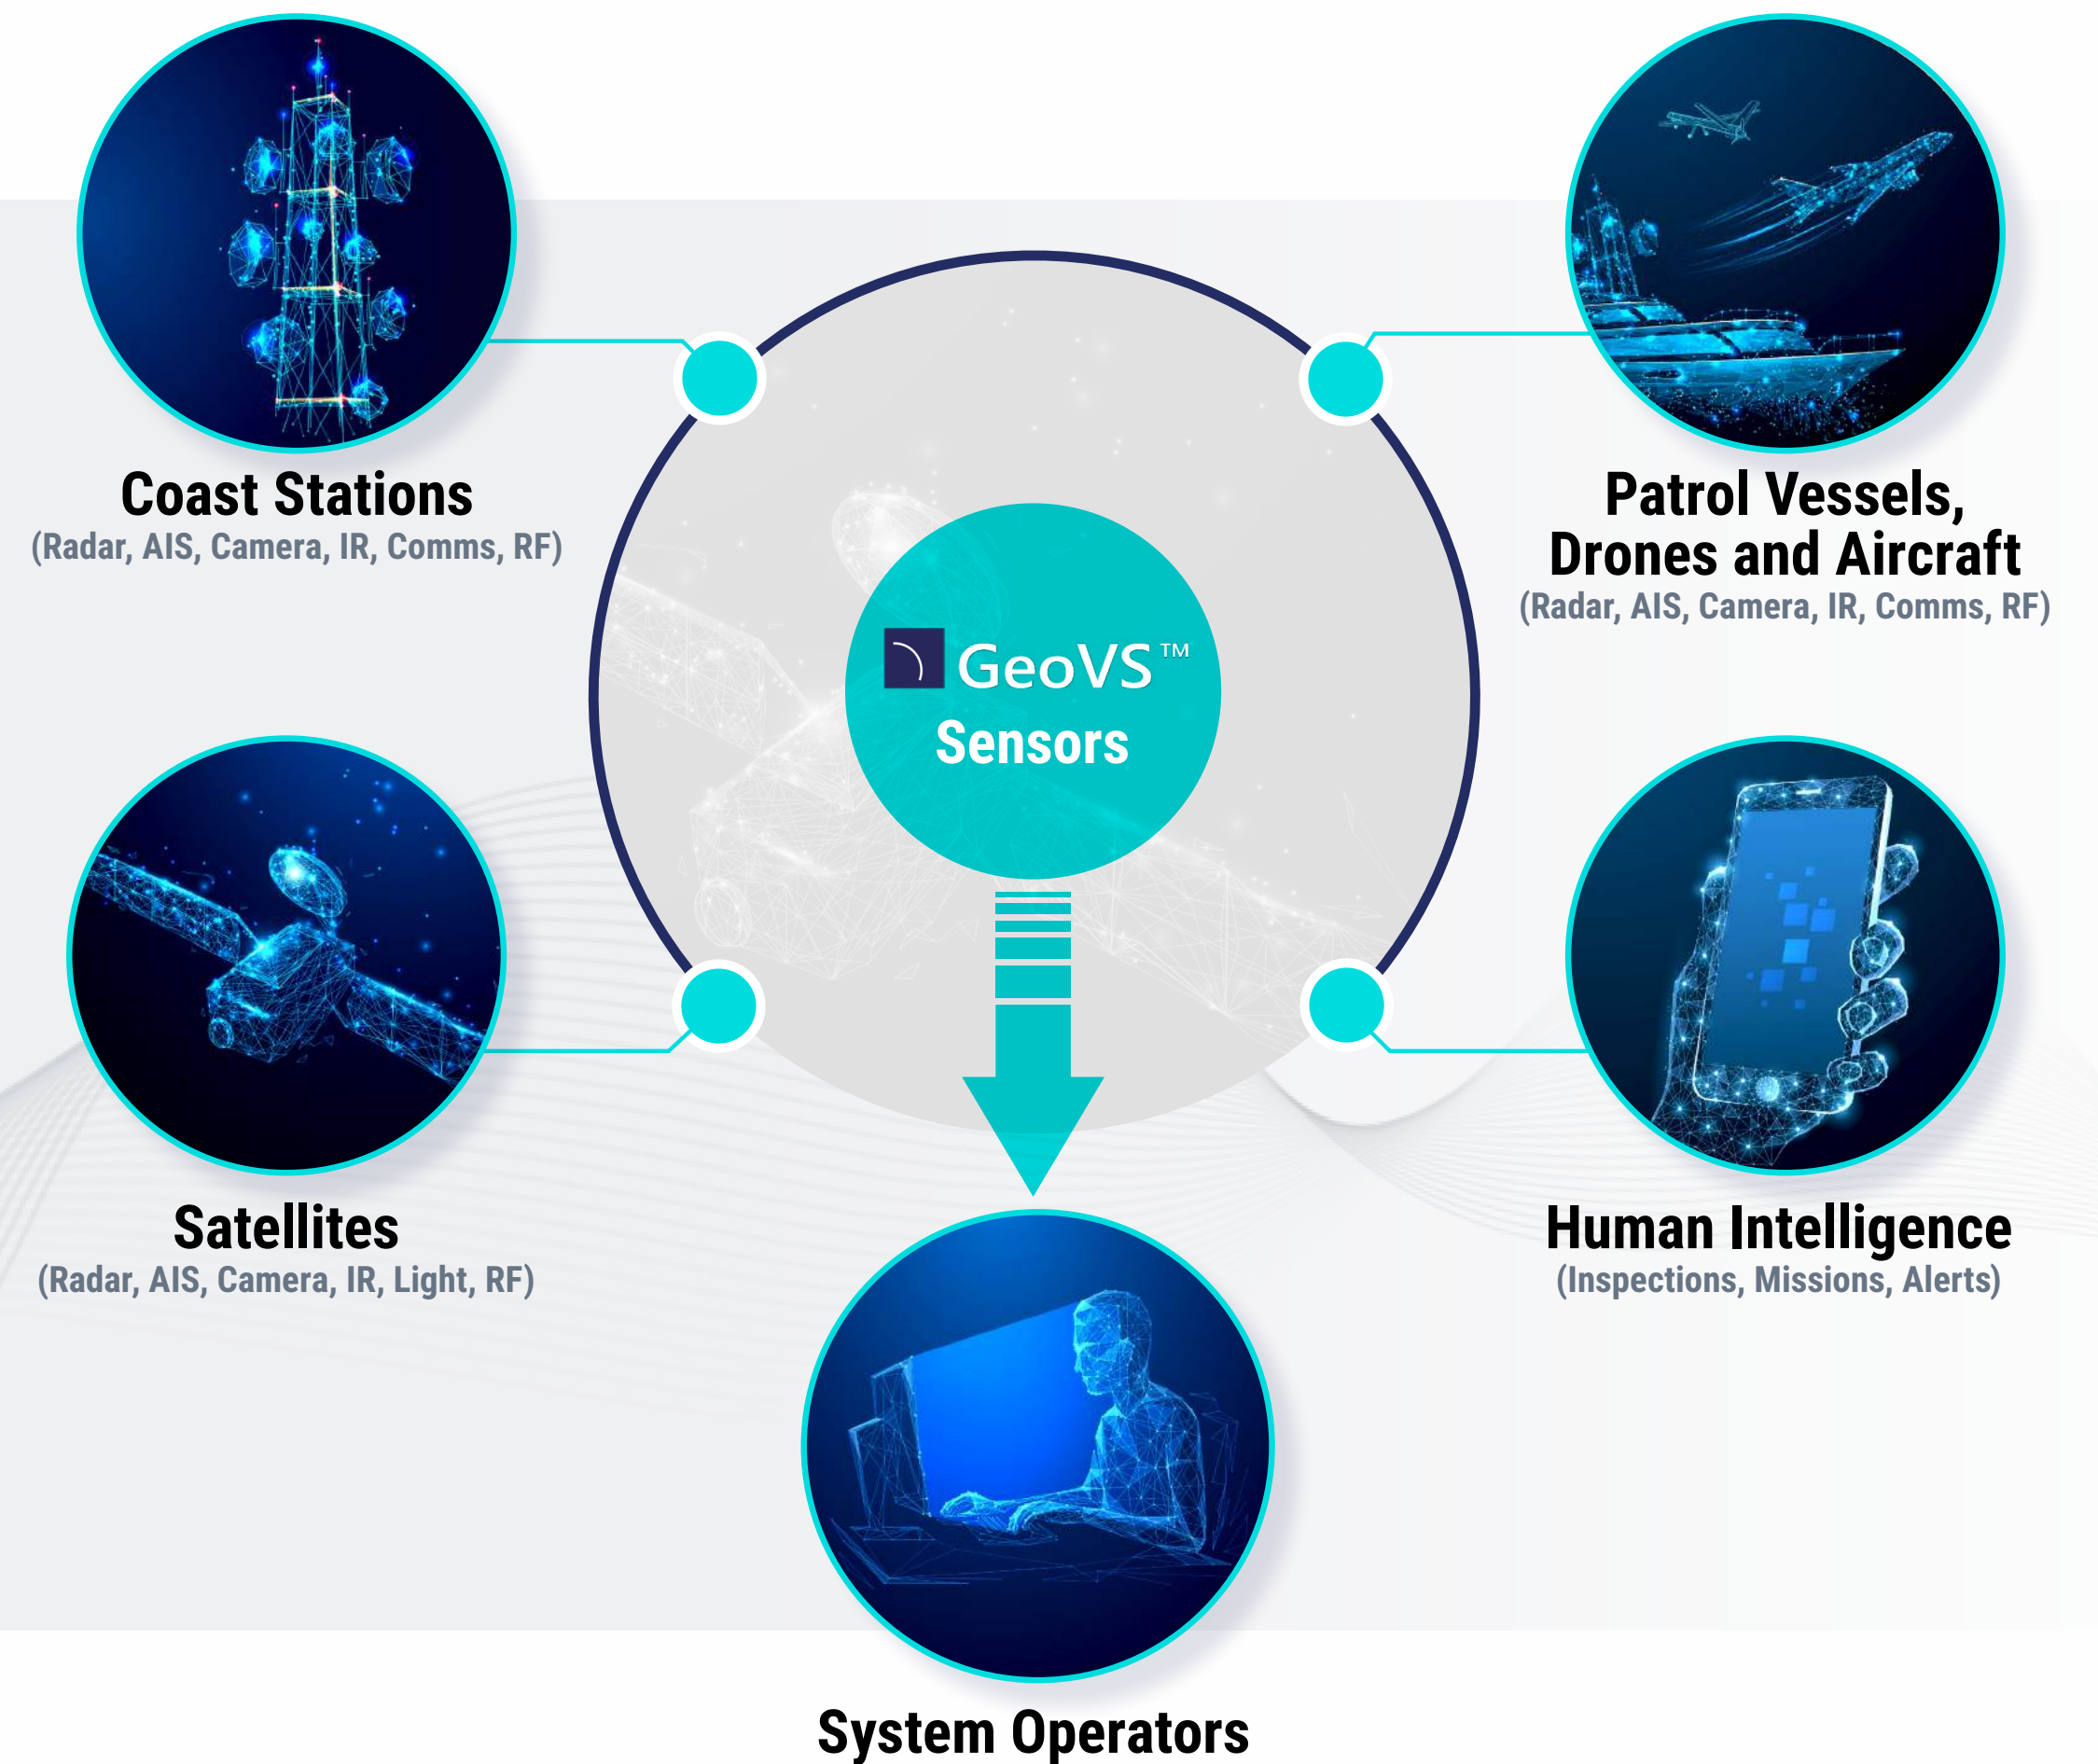 Coast Stations
(Radar, AIS, Camera, IR, Comms, RF)
Patrol Vessels,
Drones and Aircraft
(Radar, AIS, Camera, IR, Comms, RF)
GeoVS™
Sensors
Satellites
(Radar, AIS, Camera, IR, Light, RF)
Human Intelligence
(Inspections, Missions, Alerts)
System Operators